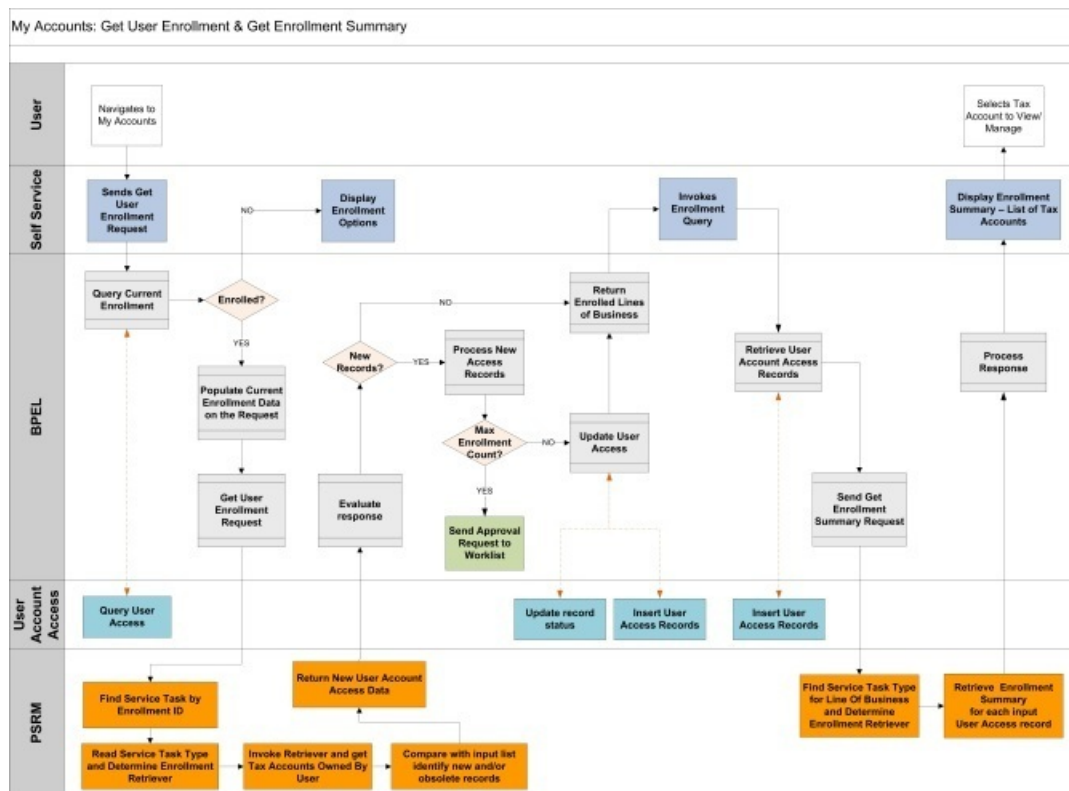 My Accounts: Get User Enrollment & Get Enrollment Summary
User
Navigates to
My Accounts
Selects Tax
Account to View/
Manage
Self Service
Sends Get
User
Enrollment
Request
NO
Display
Enrollment
Options
Invokes
Enrollment
Query
Display Enrollment
Summary – List of Tax
Accounts
BPEL
Query Current
Enrollment
Enrolled?
YES
Populate Current
Enrollment Data
on the Request
Get User
Enrollment
Request
New
Records?
NO
YES
Evaluate
response
Process New
Access
Records
Max
Enrollment
Count?
NO
YES
Send Approval
Request to
Worklist
Return
Enrolled Lines
of Business
Update User
Access
Retrieve User
Account Access
Records
Send Get
Enrollment
Summary Request
Process
Response
User
Account
Access
Query User
Access
Update record
status
Insert User
Access Records
Insert User
Access Records
PSRM
Find Service Task by
Enrollment ID
Read Service Task Type
and Determine Enrollment
Retriever
Invoke Retriever and get
Tax Accounts Owned By
User
Compare with input list
identify new and/or
obsolete records
Return New User Account
Access Data
Find Service Task Type
for Line Of Business
and Determine
Enrollment Retriever
Retrieve Enrollment
Summary
for each input
User Access record